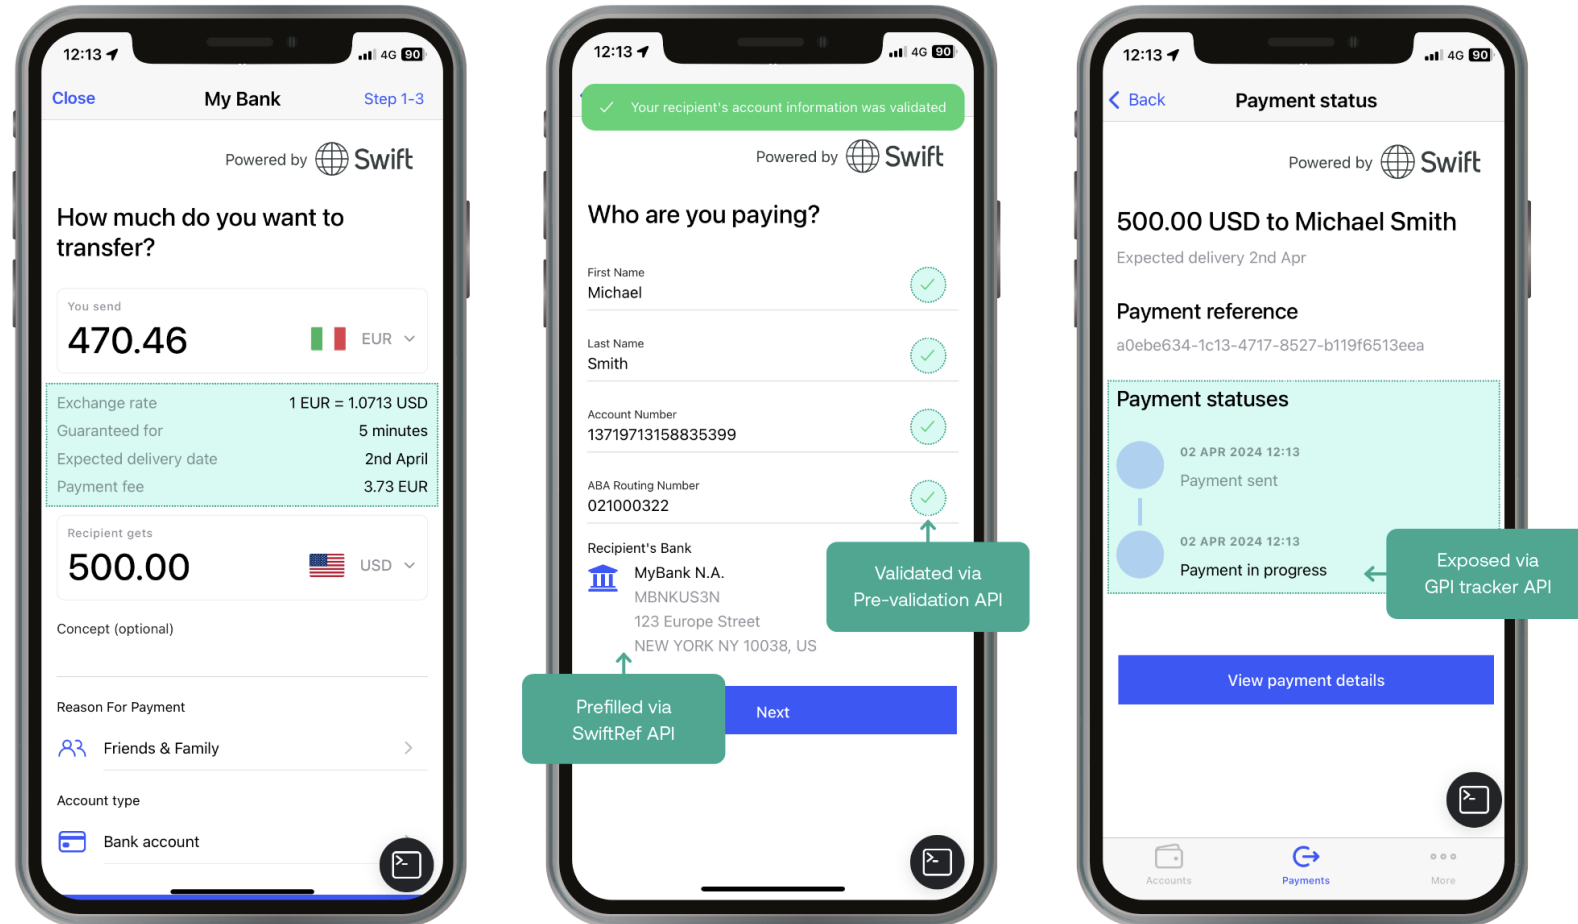 12:13
4G 90
Close My Bank Step 1-3
Powered by Swift
How much do you want to
transfer?
You send
470.46 EUR
Exchange rate 1 EUR = 1.0713 USD
Guaranteed for 5 minutes
Expected delivery date 2nd April
Payment fee 3.73 EUR
Recipient gets
500.00 USD
Concept (optional)
Reason For Payment
Friends & Family
Account type
Bank account
12:13
4G 90
Your recipient's account information was validated
Powered by Swift
Who are you paying?
First Name
Michael
Last Name
Smith
Account Number
13719713158835399
ABA Routing Number
021000322
Recipient's Bank
MyBank N.A.
MBNKUS3N
123 Europe Street
NEW YORK NY 10038, US
Validated via
Pre-validation API
Prefilled via
SwiftRef API
Next
12:13
4G 90
Back Payment status
Powered by Swift
500.00 USD to Michael Smith
Expected delivery 2nd Apr
Payment reference
a0ebe634-1c13-4717-8527-b119f6513eea
Payment statuses
02 APR 2024 12:13
Payment sent
02 APR 2024 12:13
Payment in progress
Exposed via
GPI tracker API
View payment details
Accounts Payments More